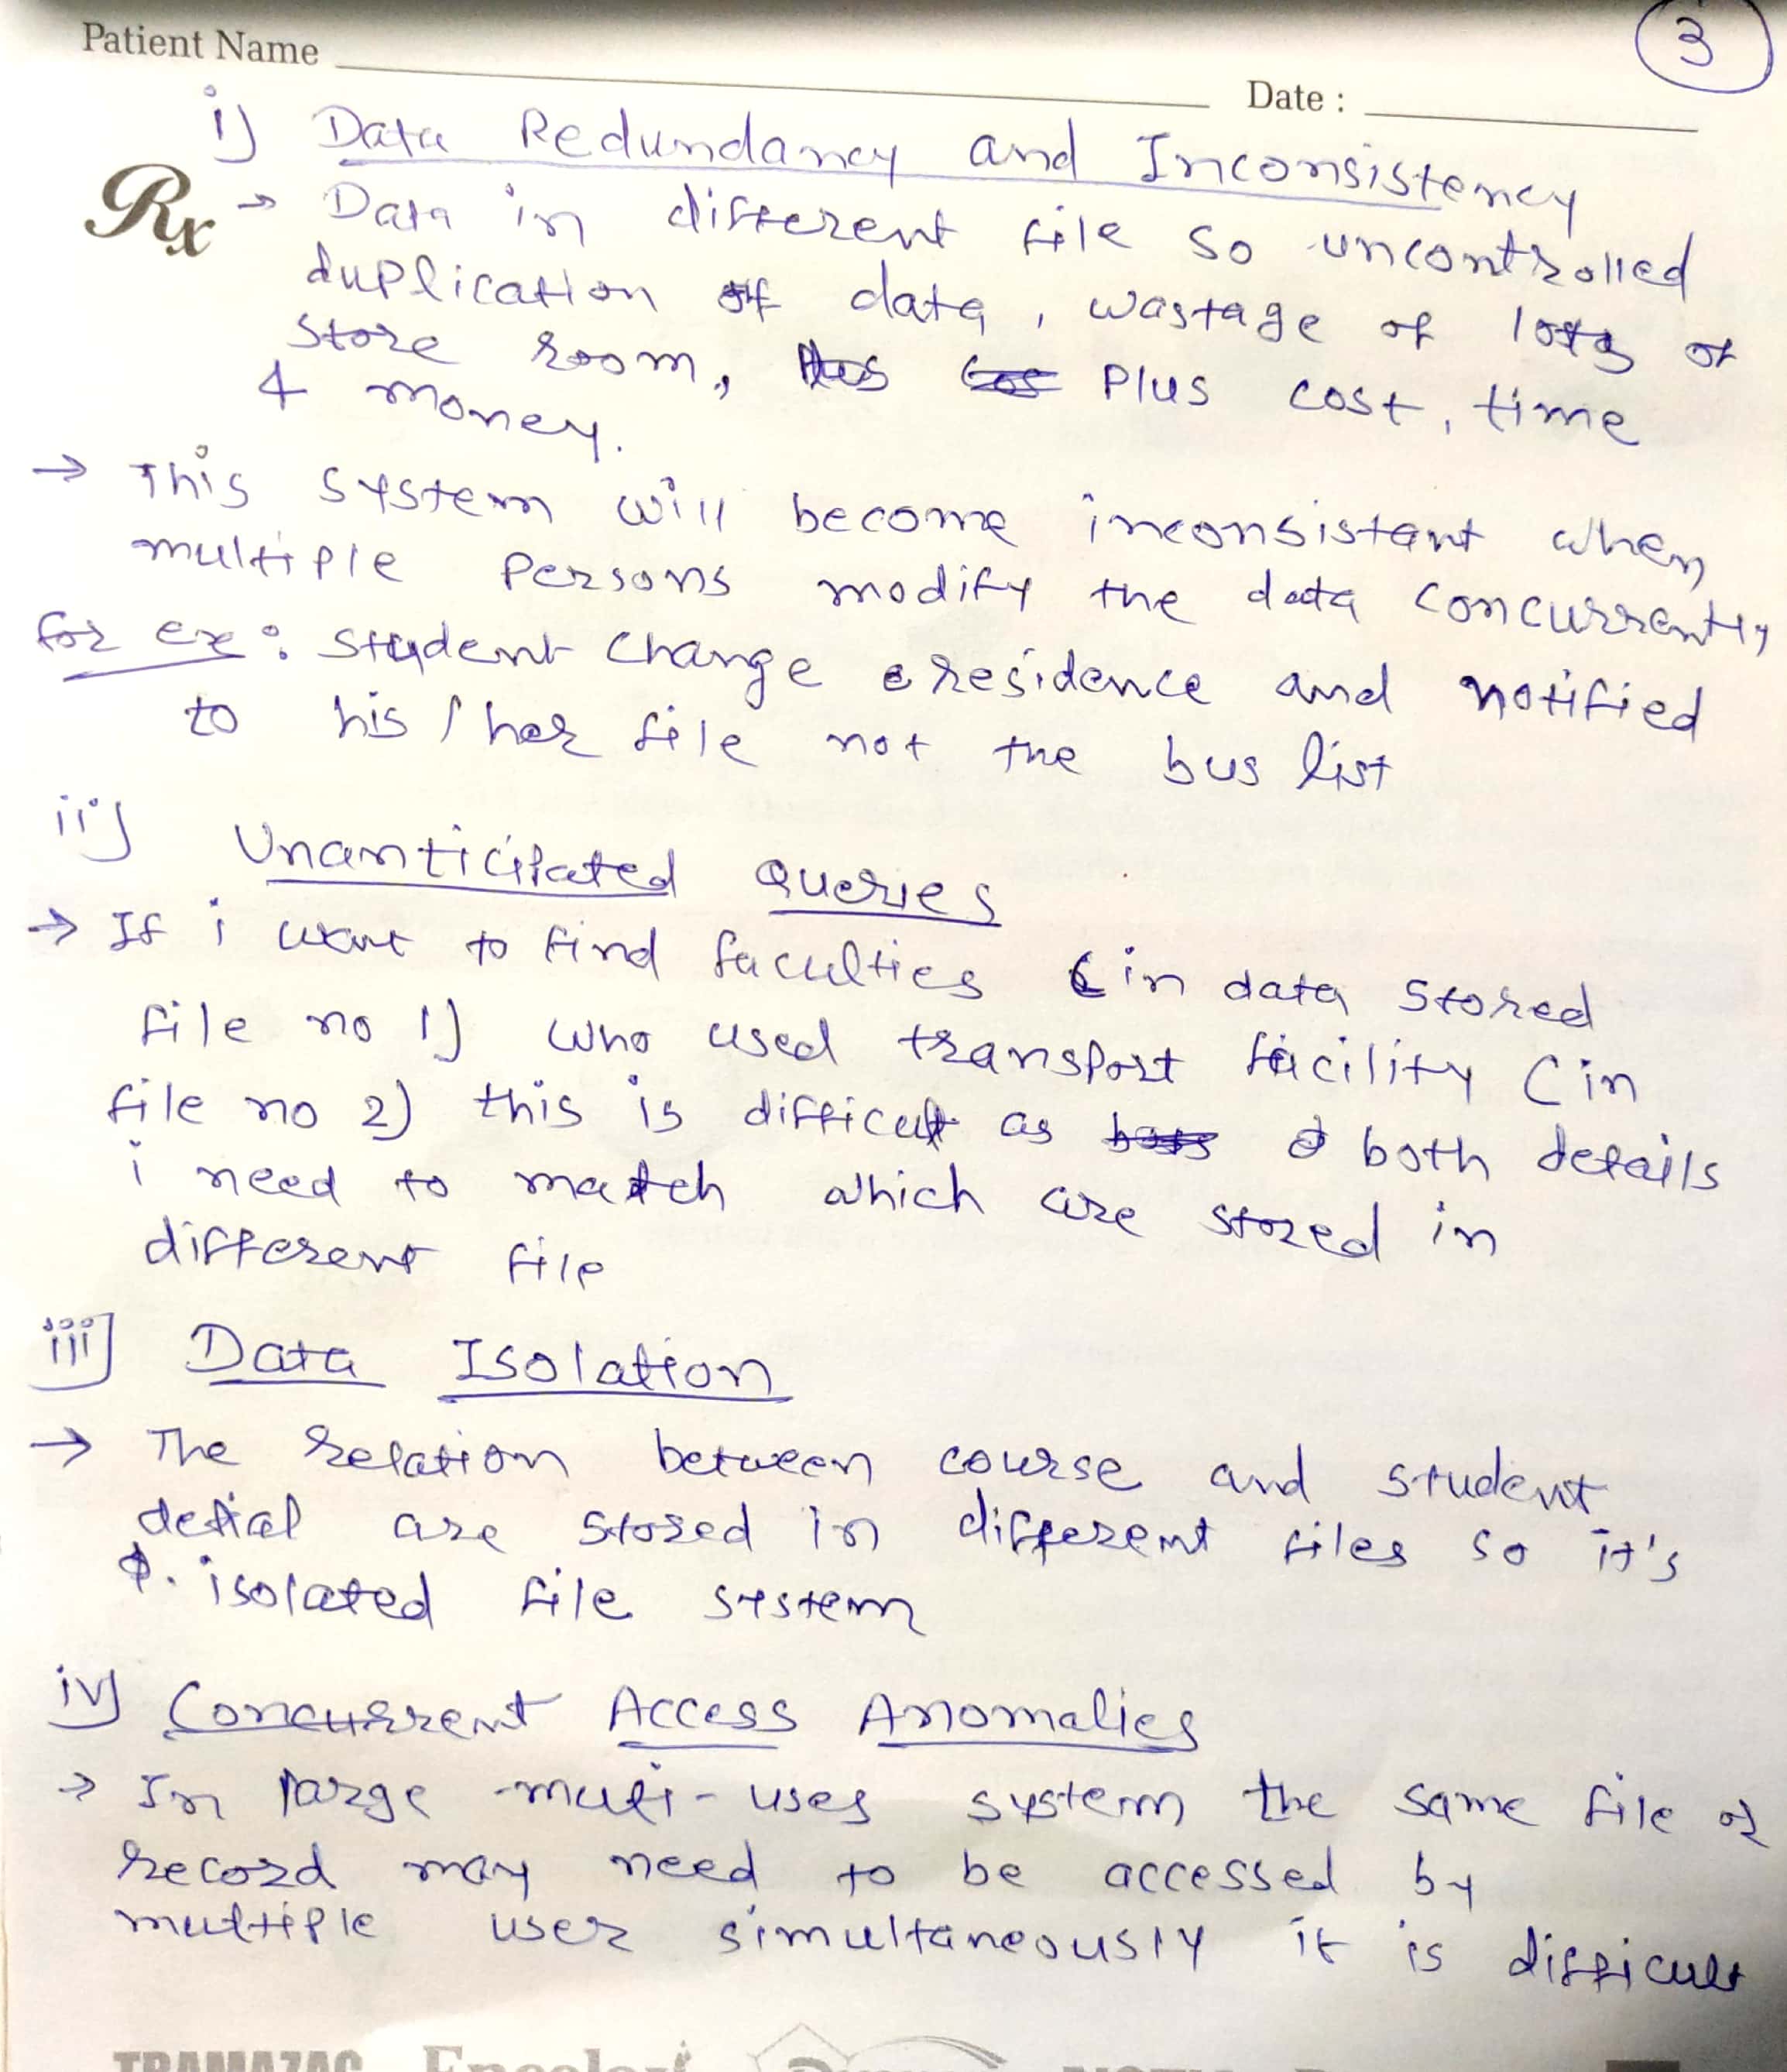 3
Patient Name
Date :
i) Data Redundancy and Inconsistency
Rx → Data in different file so uncontrolled
duplication of data, wastage of lots of
store room, plus cost, time
& money.
→ This system will become inconsistant when
multiple persons modify the data concurrently
for ex: student change residence and notified
to his / her file not the bus list
ii) Unanticipated Queries
→ If i want to find faculties (in data stored
file no 1) who used transport facility (in
file no 2) this is difficult as both details
i need to match which are stored in
different file
iii) Data Isolation
→ The relation between course and student
detial are stored in different files so it's
isolated file system
iv) Concurrent Access Anomalies
→ In large multi-uses system the same file or
record may need to be accessed by
multiple user simultaneously it is difficult
TRAMAZAC